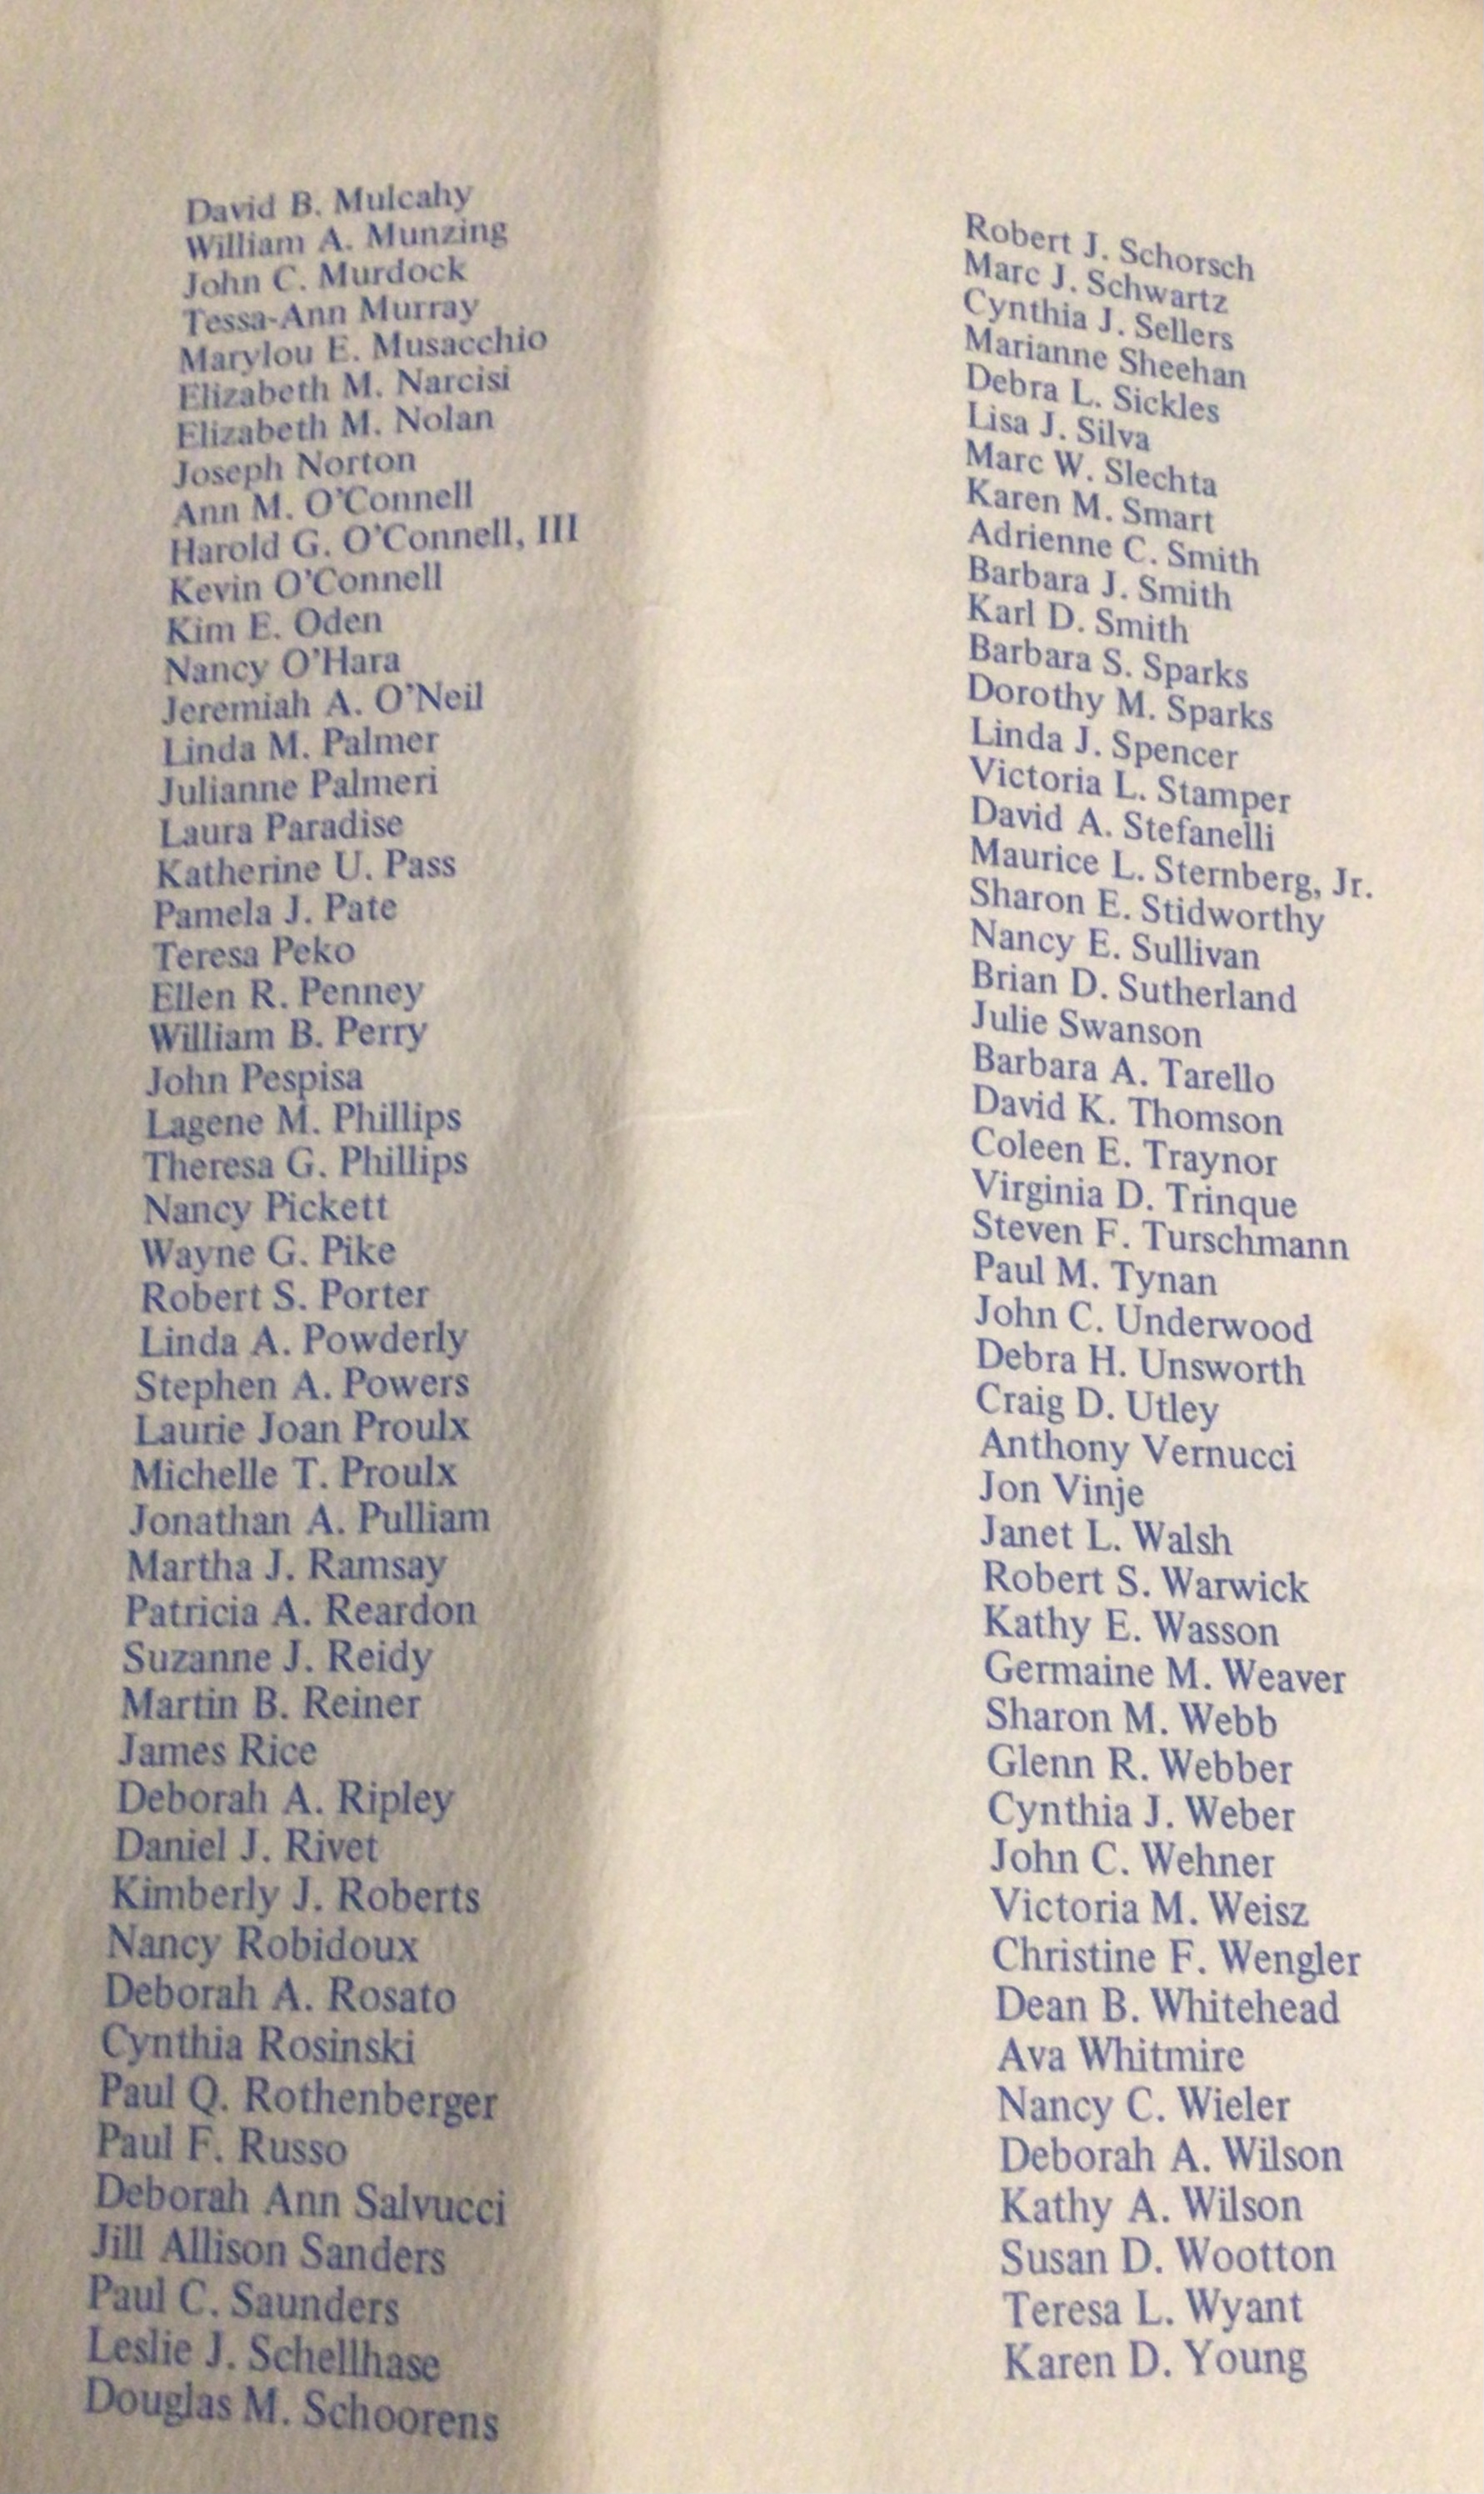 David B. Mulcahy
William A. Munzing
John C. Murdock
Tessa-Ann Murray
Marylou E. Musacchio
Elizabeth M. Narcisi
Elizabeth M. Nolan
Joseph Norton
Ann M. O'Connell
Harold G. O'Connell, III
Kevin O'Connell
Kim E. Oden
Nancy O'Hara
Jeremiah A. O'Neil
Linda M. Palmer
Julianne Palmeri
Laura Paradise
Katherine U. Pass
Pamela J. Pate
Teresa Peko
Ellen R. Penney
William B. Perry
John Pespisa
Lagene M. Phillips
Theresa G. Phillips
Nancy Pickett
Wayne G. Pike
Robert S. Porter
Linda A. Powderly
Stephen A. Powers
Laurie Joan Proulx
Michelle T. Proulx
Jonathan A. Pulliam
Martha J. Ramsay
Patricia A. Reardon
Suzanne J. Reidy
Martin B. Reiner
James Rice
Deborah A. Ripley
Daniel J. Rivet
Kimberly J. Roberts
Nancy Robidoux
Deborah A. Rosato
Cynthia Rosinski
Paul Q. Rothenberger
Paul F. Russo
Deborah Ann Salvucci
Jill Allison Sanders
Paul C. Saunders
Leslie J. Schellhase
Douglas M. Schoorens
Robert J. Schorsch
Marc J. Schwartz
Cynthia J. Sellers
Marianne Sheehan
Debra L. Sickles
Lisa J. Silva
Marc W. Slechta
Karen M. Smart
Adrienne C. Smith
Barbara J. Smith
Karl D. Smith
Barbara S. Sparks
Dorothy M. Sparks
Linda J. Spencer
Victoria L. Stamper
David A. Stefanelli
Maurice L. Sternberg, Jr.
Sharon E. Stidworthy
Nancy E. Sullivan
Brian D. Sutherland
Julie Swanson
Barbara A. Tarello
David K. Thomson
Coleen E. Traynor
Virginia D. Trinque
Steven F. Turschmann
Paul M. Tynan
John C. Underwood
Debra H. Unsworth
Craig D. Utley
Anthony Vernucci
Jon Vinje
Janet L. Walsh
Robert S. Warwick
Kathy E. Wasson
Germaine M. Weaver
Sharon M. Webb
Glenn R. Webber
Cynthia J. Weber
John C. Wehner
Victoria M. Weisz
Christine F. Wengler
Dean B. Whitehead
Ava Whitmire
Nancy C. Wieler
Deborah A. Wilson
Kathy A. Wilson
Susan D. Wootton
Teresa L. Wyant
Karen D. Young